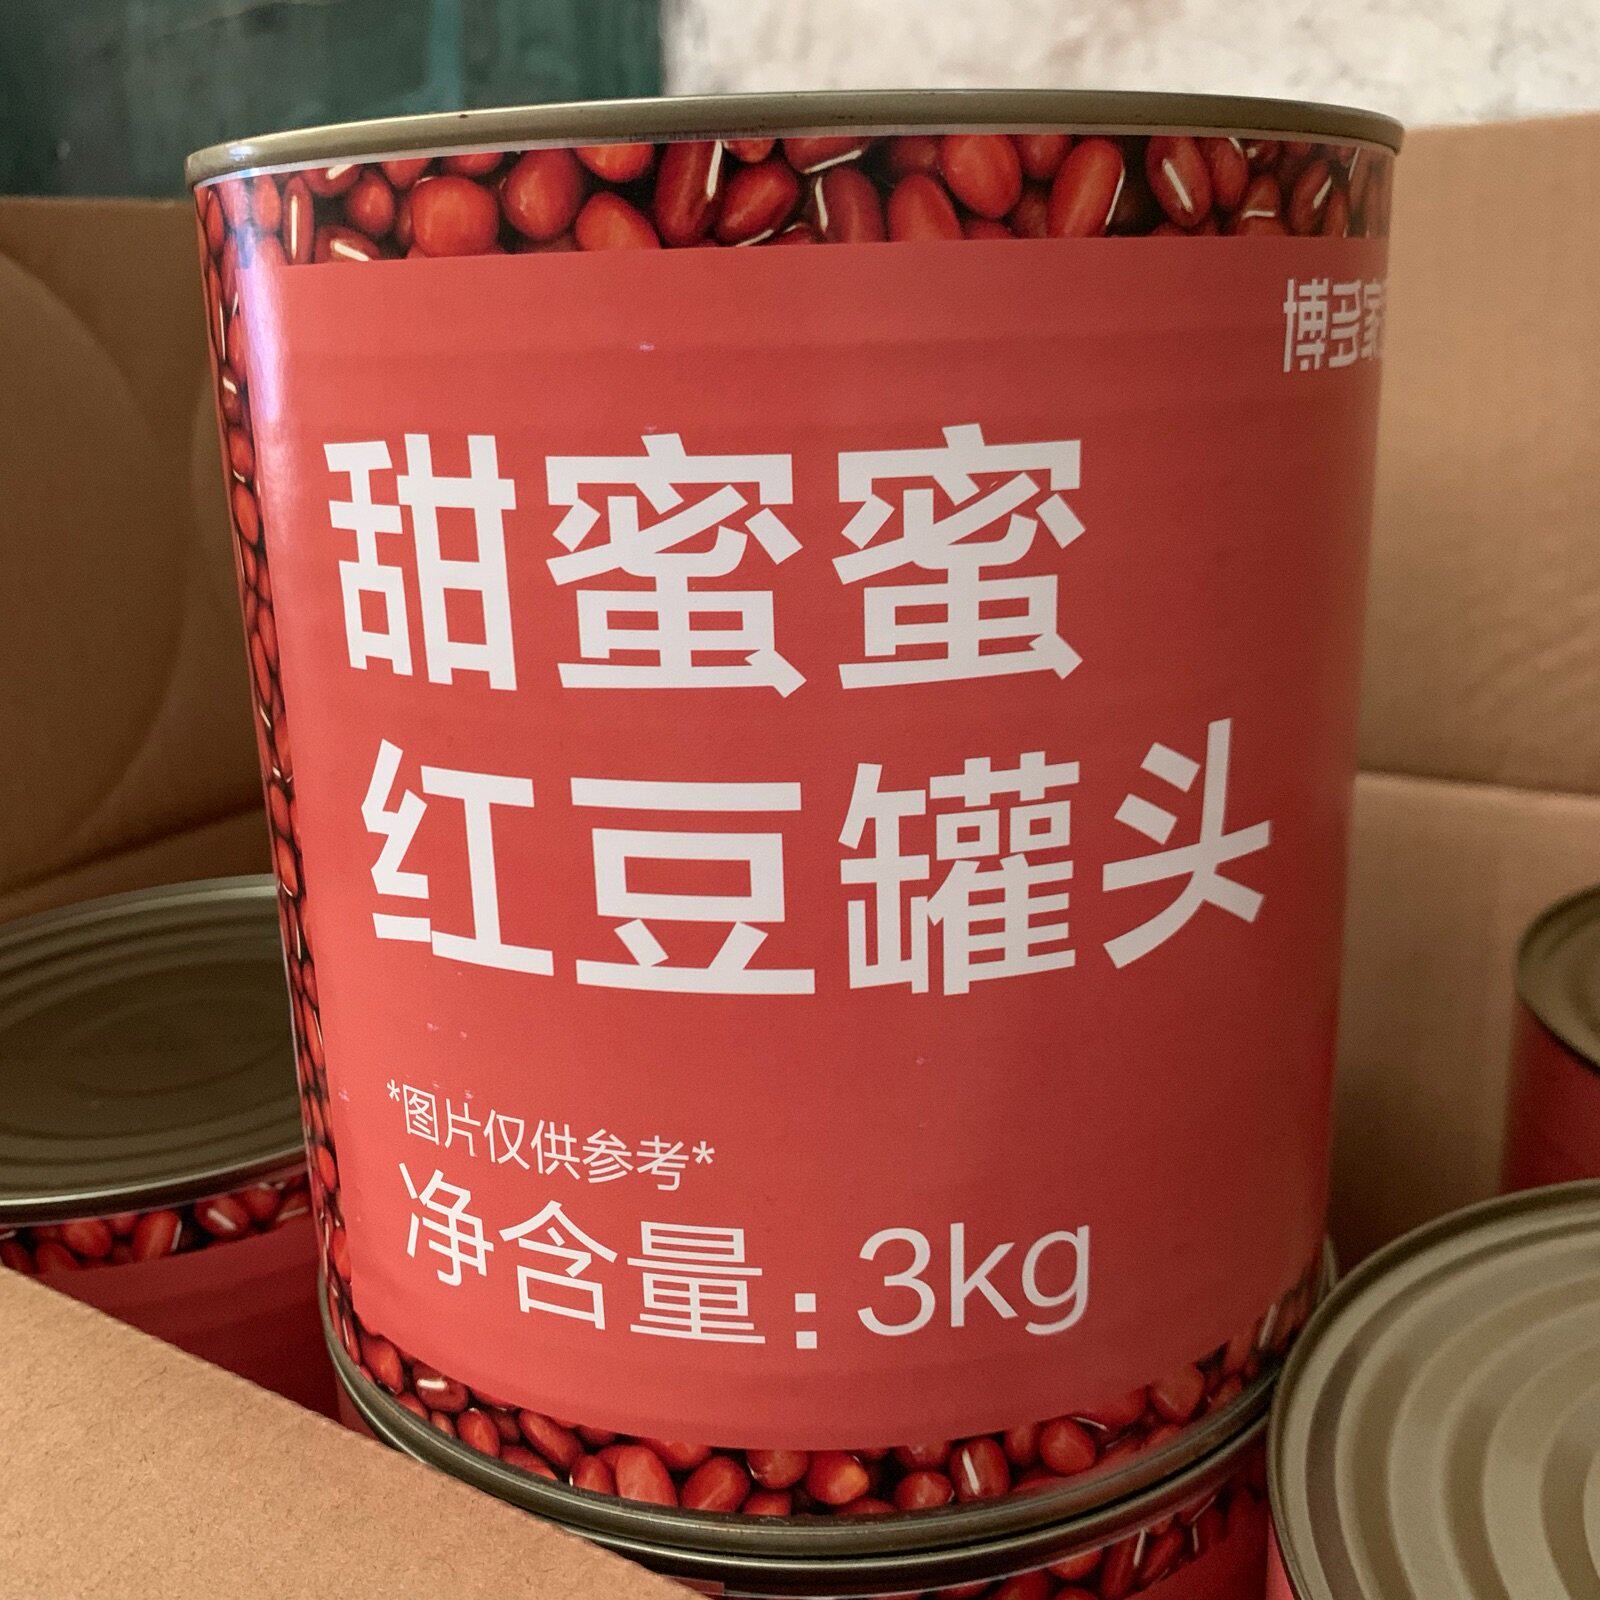 博多家
甜蜜蜜
红豆罐头
*图片仅供参考*
净含量:3kg